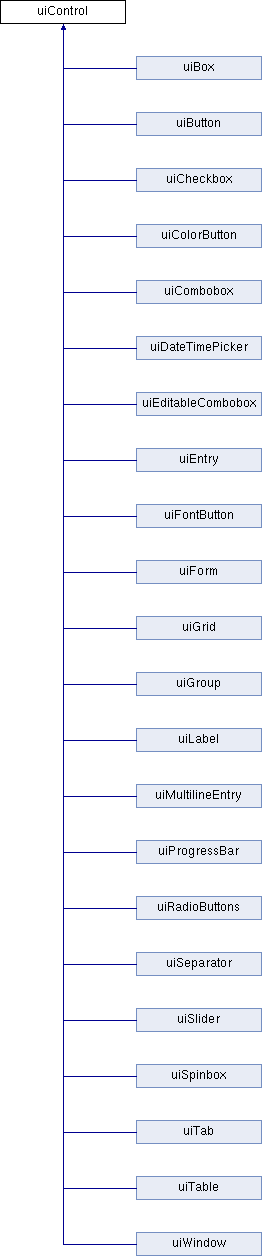 uiControl
uiBox
uiButton
uiCheckbox
uiColorButton
uiCombobox
uiDateTimePicker
uiEditableCombobox
uiEntry
uiFontButton
uiForm
uiGrid
uiGroup
uiLabel
uiMultilineEntry
uiProgressBar
uiRadioButtons
uiSeparator
uiSlider
uiSpinbox
uiTab
uiTable
uiWindow